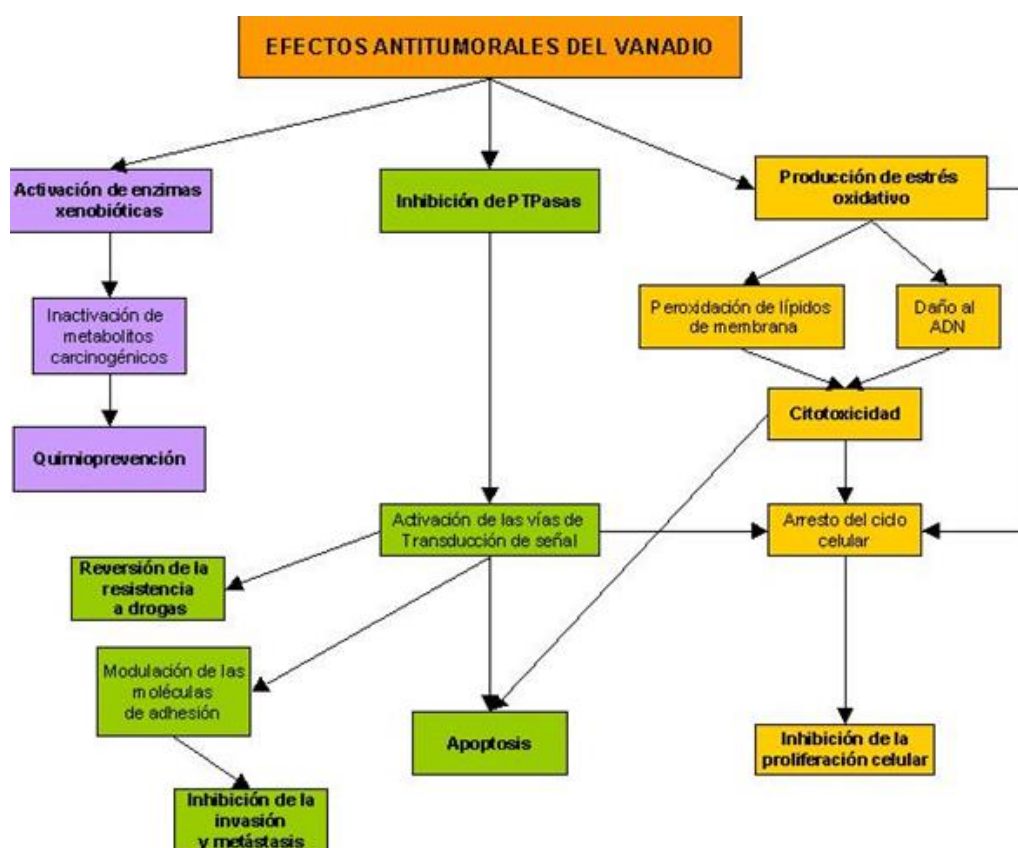 EFECTOS ANTITUMORALES DEL VANADIO
Activación de enzimas
xenobióticas
Inhibición de PTPasas
Producción de estrés
oxidativo
Inactivación de
metabolitos
carcinogénicos
Peroxidación de lípidos
de membrana
Daño al
ADN
Quimioprevención
Citotoxicidad
Activación de las vías de
Transducción de señal
Arresto del ciclo
celular
Reversión de la
resistencia
a drogas
Modulación de las
moléculas
de adhesión
Apoptosis
Inhibición de la
proliferación celular
Inhibición de la
invasión
y metástasis